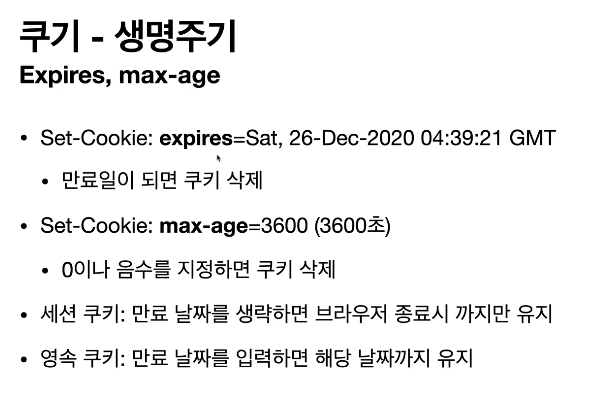 쿠기 - 생명주기
Expires, max-age
• Set-Cookie: expires=Sat, 26-Dec-2020 04:39:21 GMT
• 만료일이 되면 쿠키 삭제
• Set-Cookie: max-age=3600 (3600초)
• 0이나 음수를 지정하면 쿠키 삭제
• 세션 쿠키: 만료 날짜를 생략하면 브라우저 종료시 까지만 유지
• 영속 쿠키: 만료 날짜를 입력하면 해당 날짜까지 유지